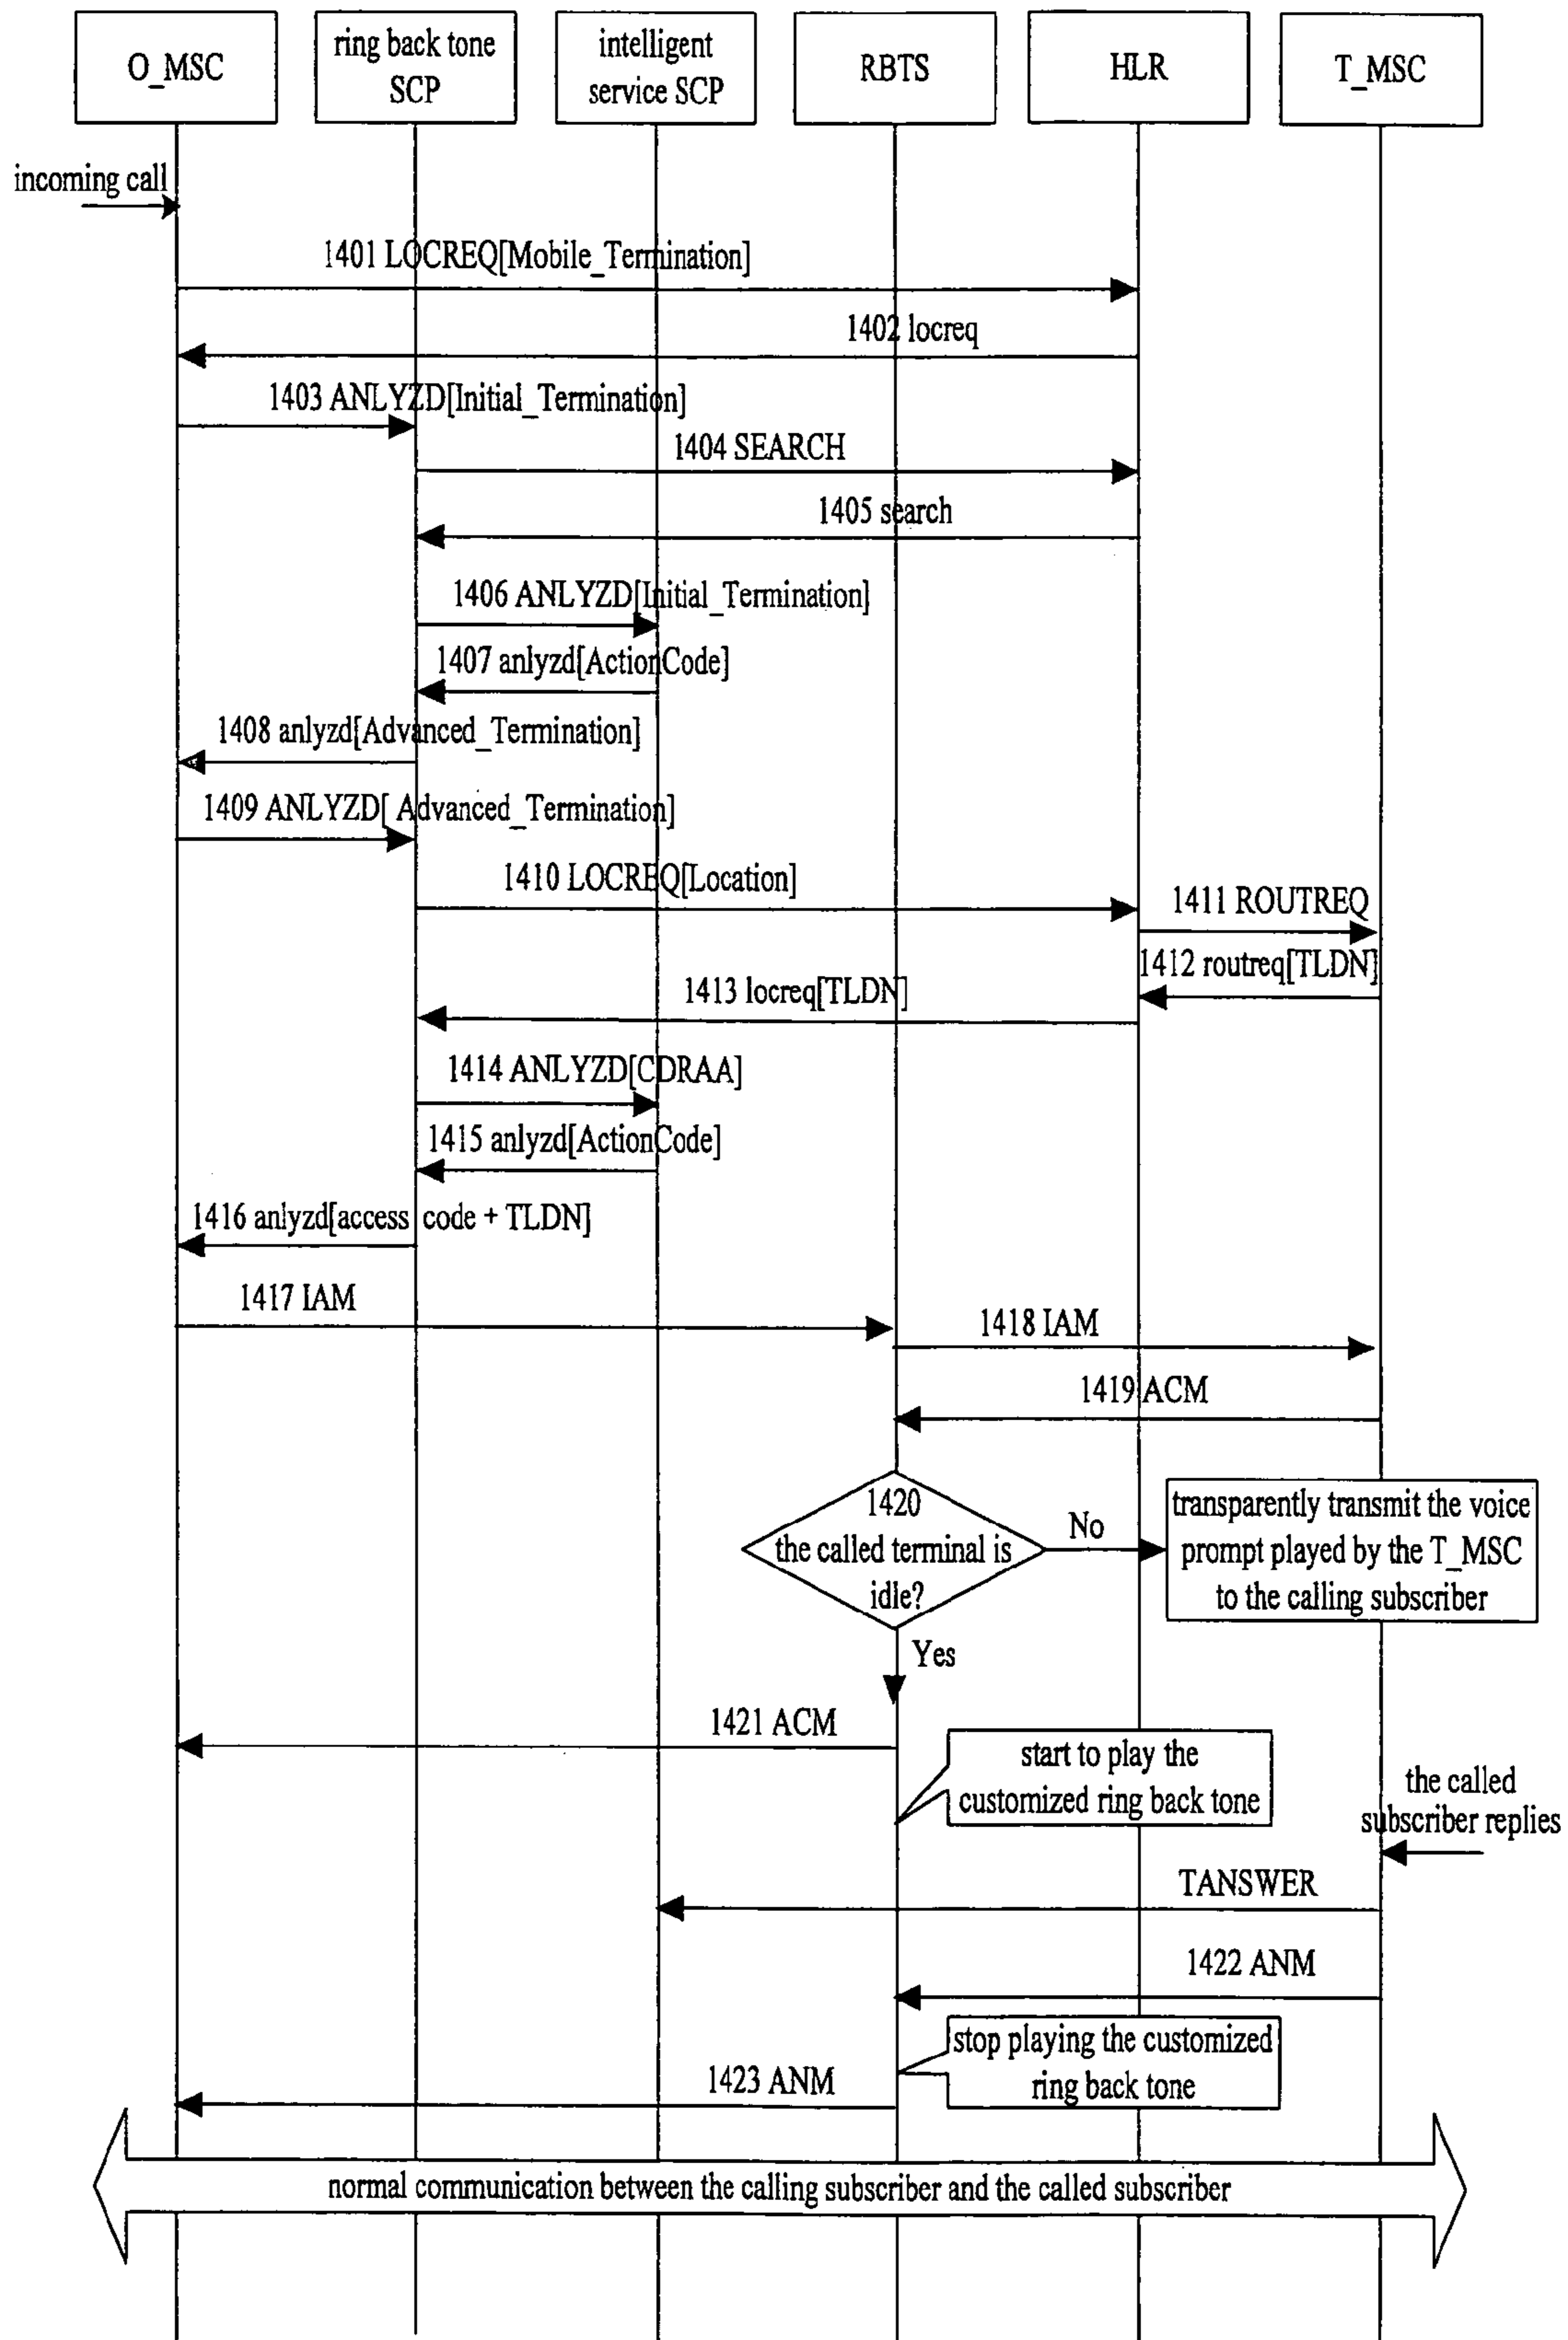 O_MSC
ring back tone
SCP
intelligent
service SCP
RBTS
HLR
T_MSC
incoming call
1401 LOCREQ[Mobile_Termination]
1402 locreq
1403 ANLYZD[Initial_Termination]
1404 SEARCH
1405 search
1406 ANLYZD[Initial_Termination]
1407 anlyzd[ActionCode]
1408 anlyzd[Advanced_Termination]
1409 ANLYZD[ Advanced_Termination]
1410 LOCREQ[Location]
1411 ROUTREQ
1412 routreq[TLDN]
1413 locreq[TLDN]
1414 ANLYZD[CDRAA]
1415 anlyzd[ActionCode]
1416 anlyzd[access code + TLDN]
1417 IAM
1418 IAM
1419 ACM
1420
the called terminal is
idle?
No
transparently transmit the voice
prompt played by the T_MSC
to the calling subscriber
Yes
1421 ACM
start to play the
customized ring back tone
the called
subscriber replies
TANSWER
1422 ANM
stop playing the customized
ring back tone
1423 ANM
normal communication between the calling subscriber and the called subscriber